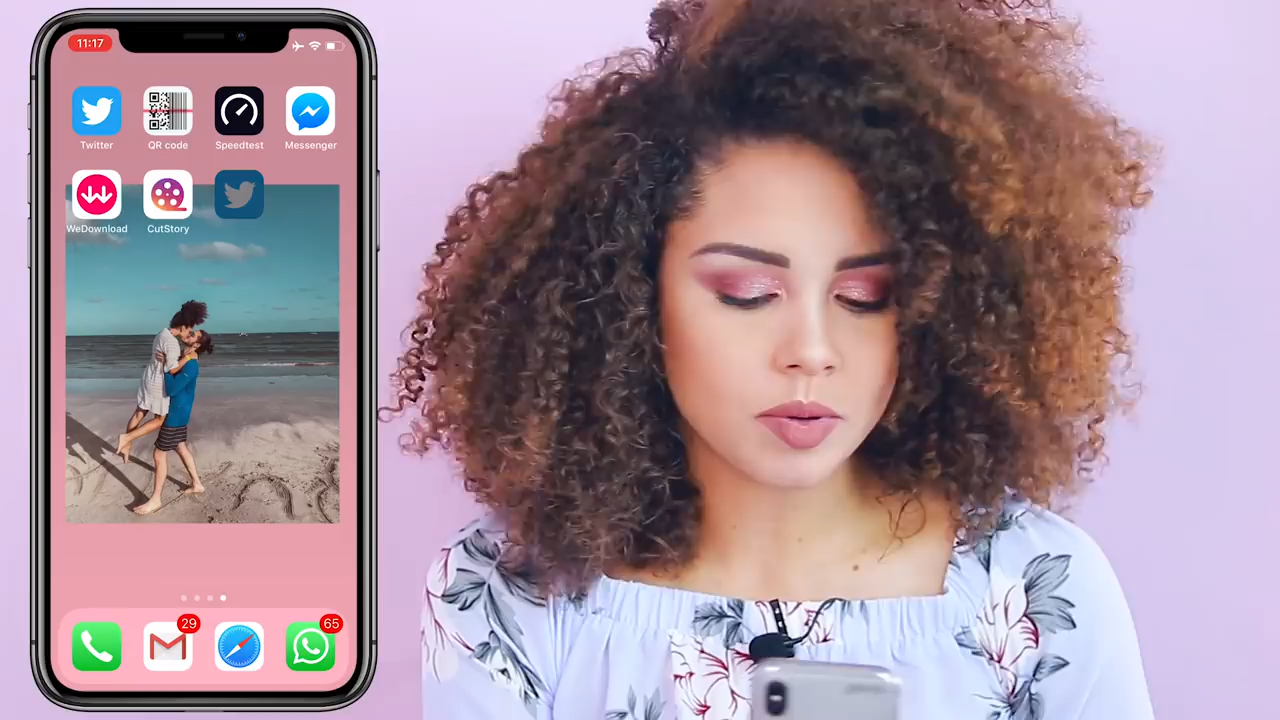 11:17
Twitter
QR code
Speedtest
Messenger
WeDownload
CutStory
29
65